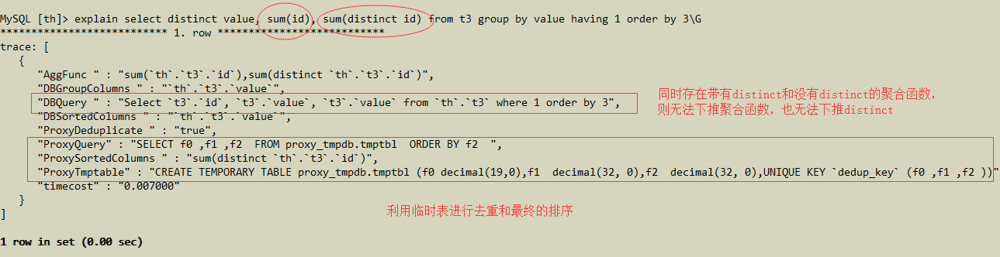 MySQL [th]> explain select distinct value, sum(id), sum(distinct id) from t3 group by value having 1 order by 3\G
*************************** 1. row ***************************
trace: [
{
"AggFunc " : "sum(`th`.`t3`.`id`),sum(distinct `th`.`t3`.`id`)",
"DBGroupColumns " : "`th`.`t3`.`value`",
"DBQuery " : "Select `t3`.`id`, `t3`.`value`, `t3`.`value` from `th`.`t3` where 1 order by 3",
同时存在带有distinct和没有distinct的聚合函数,
则无法下推聚合函数，也无法下推distinct
"DBSortedColumns " : "`th`.`t3`.`value`",
"ProxyDeduplicate " : "true",
"ProxyQuery" : "SELECT f0 ,f1 ,f2  FROM proxy_tmpdb.tmptbl  ORDER BY f2  ",
"ProxySortedColumns " : "sum(distinct `th`.`t3`.`id`)",
"ProxyTmptable" : "CREATE TEMPORARY TABLE proxy_tmpdb.tmptbl (f0 decimal(19,0),f1  decimal(32, 0),f2  decimal(32, 0),UNIQUE KEY `dedup_key` (f0 ,f1 ,f2 ))"
"timecost" : "0.007000"
}
]
利用临时表进行去重和最终的排序
1 row in set (0.00 sec)